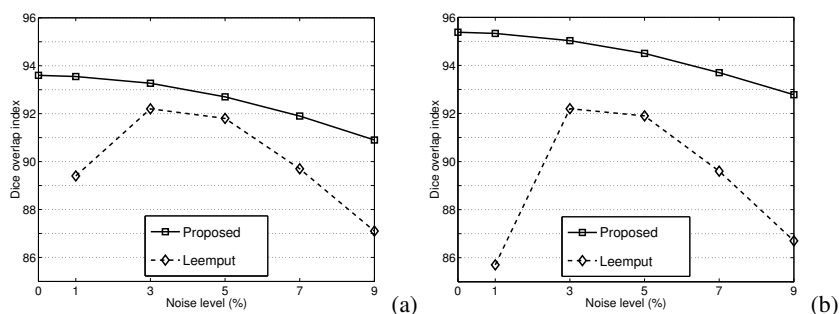 96
94
92
90
88
86
Dice overlap index
Proposed
Leemput
0 1 3 5 7 9
Noise level (%)
(a)
96
94
92
90
88
86
Dice overlap index
Proposed
Leemput
0 1 3 5 7 9
Noise level (%)
(b)